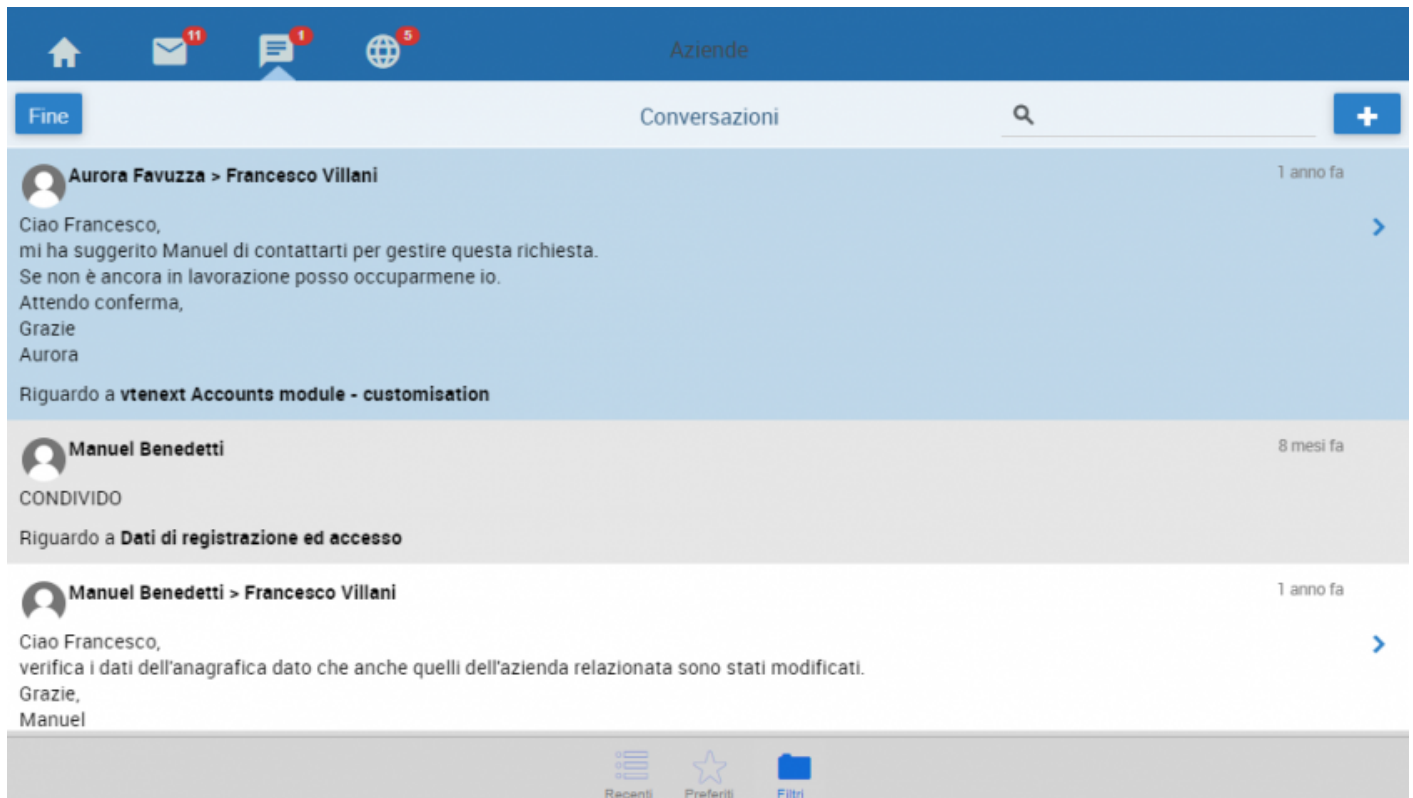 11
1
5
Aziende
Fine
Conversazioni
Aurora Favuzza > Francesco Villani
1 anno fa
Ciao Francesco,
mi ha suggerito Manuel di contattarti per gestire questa richiesta.
Se non è ancora in lavorazione posso occuparmene io.
Attendo conferma,
Grazie
Aurora
Riguardo a vtenext Accounts module - customisation
Manuel Benedetti
8 mesi fa
CONDIVIDO
Riguardo a Dati di registrazione ed accesso
Manuel Benedetti > Francesco Villani
1 anno fa
Ciao Francesco,
verifica i dati dell'anagrafica dato che anche quelli dell'azienda relazionata sono stati modificati.
Grazie,
Manuel
Recenti
Preferiti
Filtri